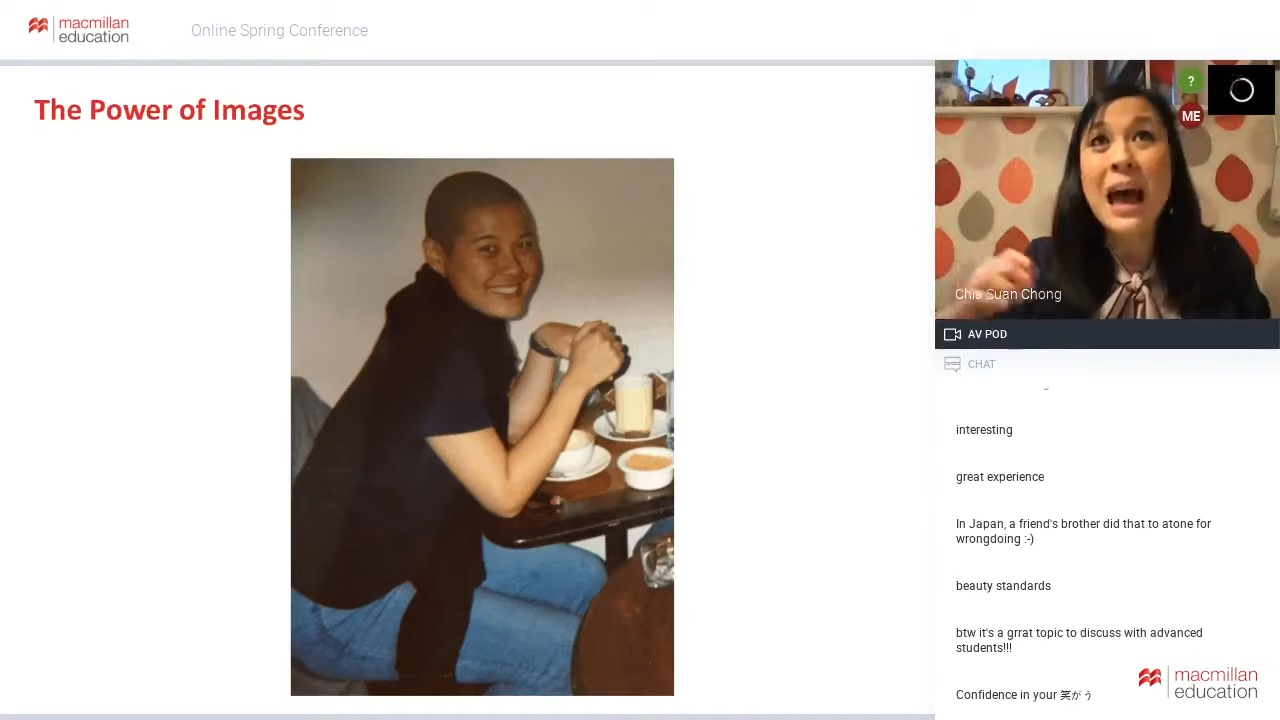 macmillan
education
Online Spring Conference
The Power of Images
?
ME
Chia Suan Chong
AV POD
CHAT
interesting
great experience
In Japan, a friend's brother did that to atone for
wrongdoing :-)
beauty standards
btw it's a grrat topic to discuss with advanced
students!!!
Confidence in your 笑がう
macmillan
education